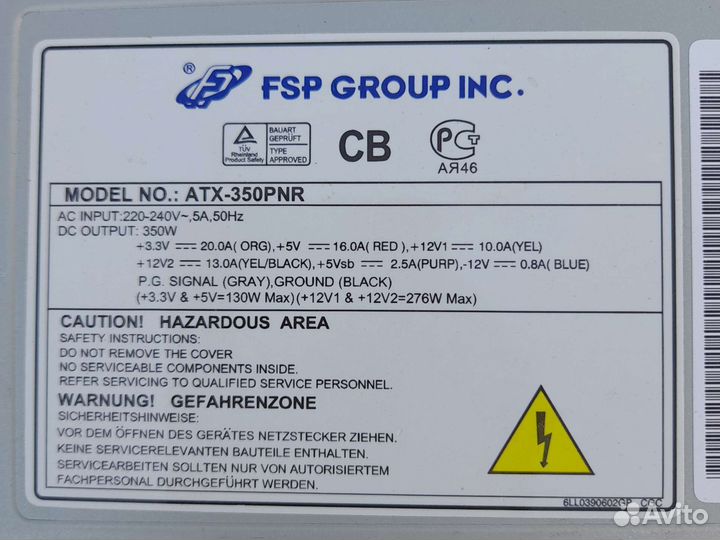 ® FSP GROUP INC.
TÜV
Rheinland
Product Safety
BAUART
GEPRÜFT
TYPE
APPROVED
CB
РСТ
АЯ46
MODEL NO.: ATX-350PNR
AC INPUT:220-240V~,5A,50Hz
DC OUTPUT: 350W
+3.3V ⎓ 20.0A( ORG),+5V ⎓ 16.0A( RED ),+12V1 ⎓ 10.0A(YEL)
+12V2 ⎓ 13.0A(YEL/BLACK),+5Vsb ⎓ 2.5A(PURP),-12V ⎓ 0.8A( BLUE)
P.G. SIGNAL (GRAY),GROUND (BLACK)
(+3.3V & +5V=130W Max)(+12V1 & +12V2=276W Max)
CAUTION! HAZARDOUS AREA
SAFETY INSTRUCTIONS:
DO NOT REMOVE THE COVER
NO SERVICEABLE COMPONENTS INSIDE.
REFER SERVICING TO QUALIFIED SERVICE PERSONNEL.
WARNUNG! GEFAHRENZONE
SICHERHEITSHINWEISE:
VOR DEM ÖFFNEN DES GERÄTES NETZSTECKER ZIEHEN.
KEINE SERVICERELEVANTEN BAUTEILE ENTHALTEN.
SERVICEARBEITEN SOLLTEN NUR VON AUTORISIERTEM
FACHPERSONAL DURCHGEFÜHRT WERDEN.
6LL0390602GP
Avito